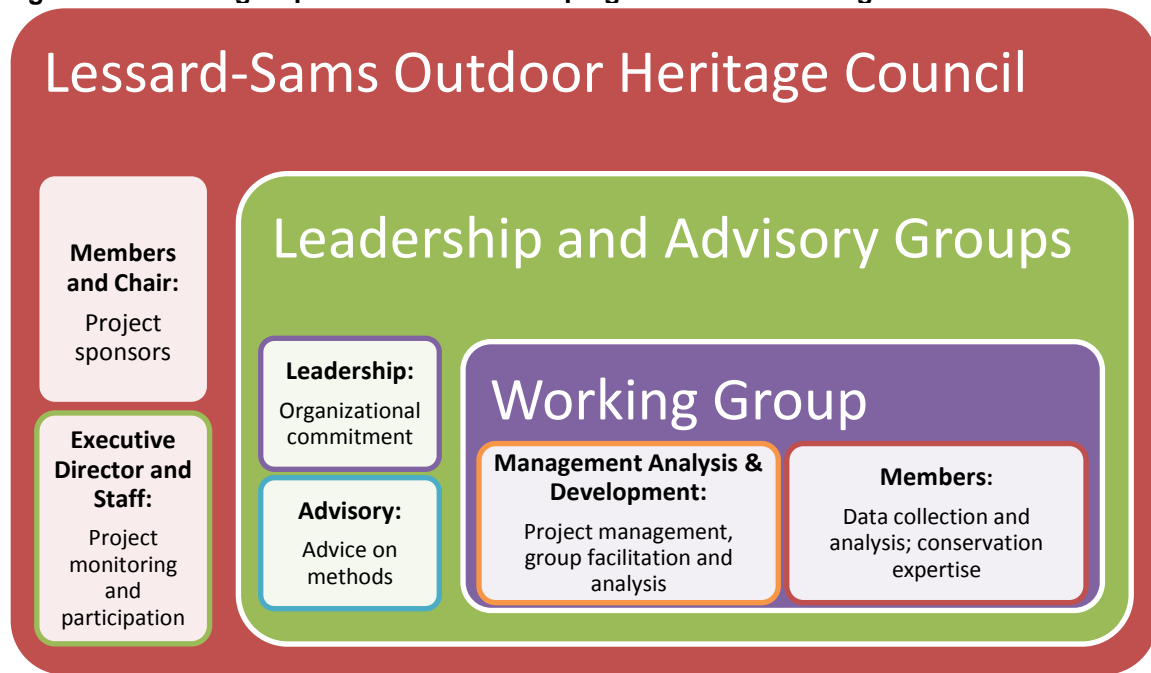 Lessard-Sams Outdoor Heritage Council
Members
and Chair:
Project
sponsors
Executive
Director and
Staff:
Project
monitoring
and
participation
Leadership and Advisory Groups
Leadership:
Organizational
commitment
Advisory:
Advice on
methods
Working Group
Management Analysis &
Development:
Project management,
group facilitation and
analysis
Members:
Data collection and
analysis; conservation
expertise